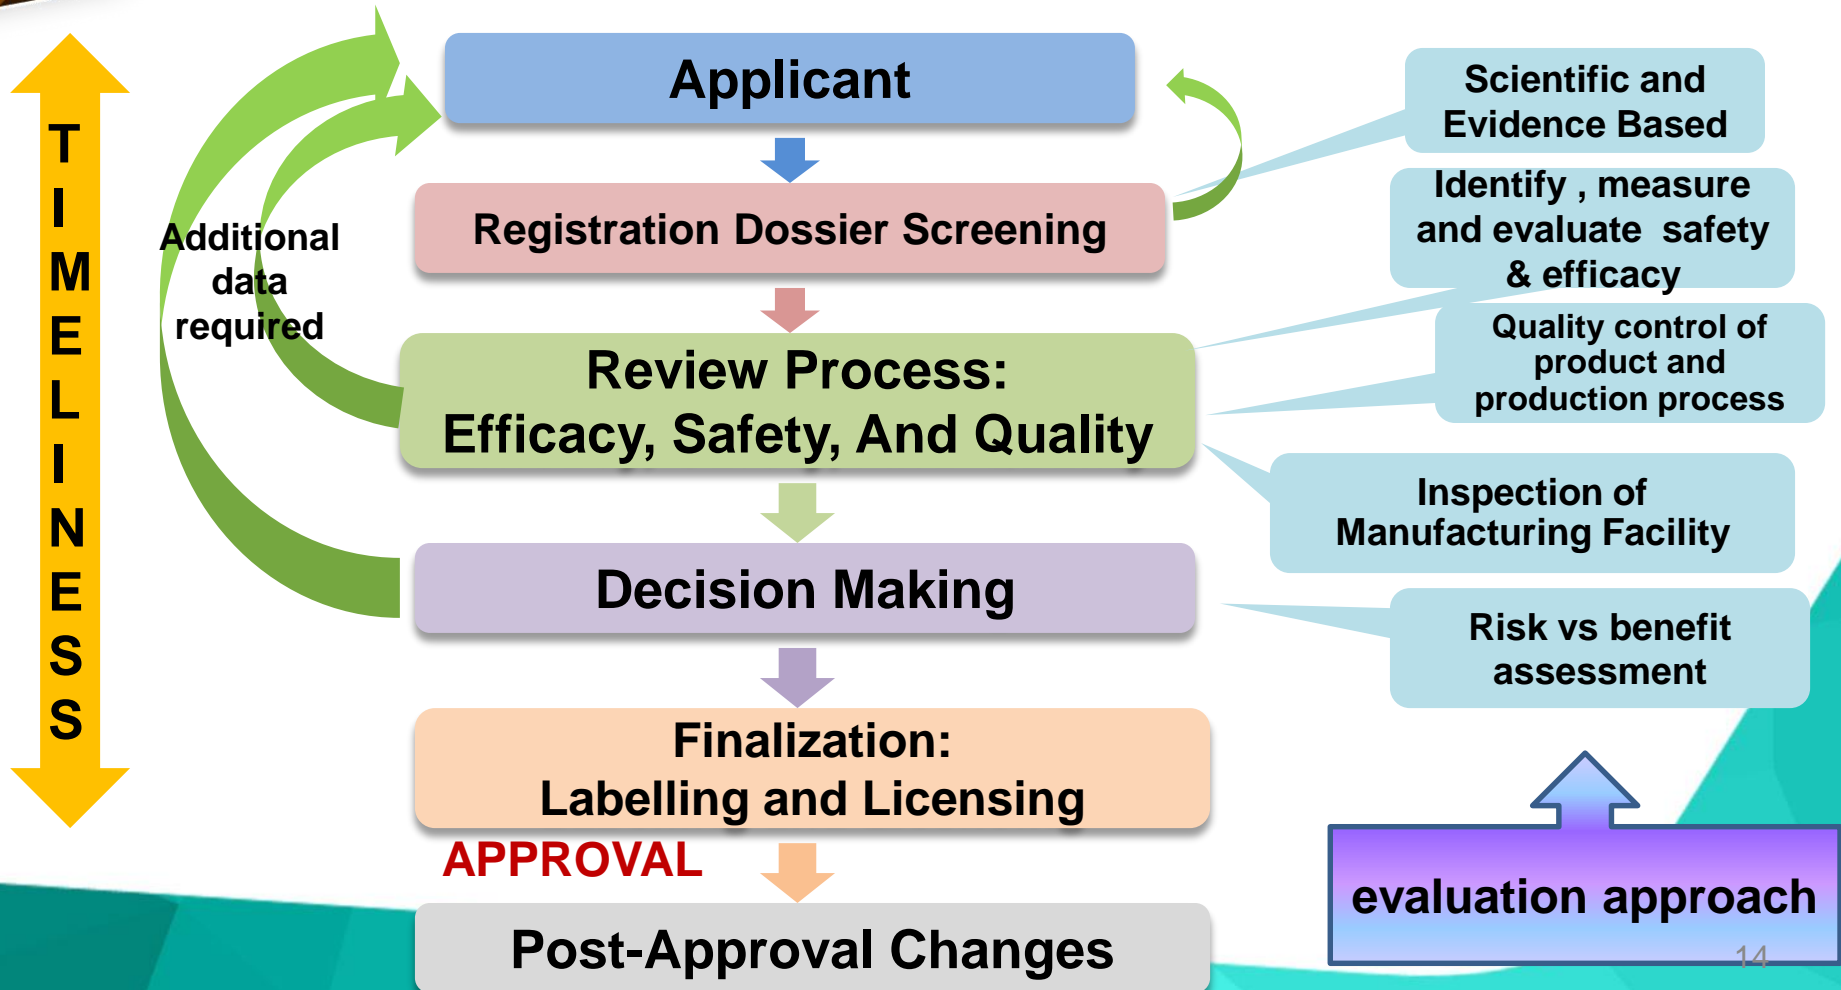 T
I
M
E
L
I
N
E
S
S
Additional
data
required
Applicant
Registration Dossier Screening
Review Process:
Efficacy, Safety, And Quality
Decision Making
Finalization:
Labelling and Licensing
APPROVAL
Post-Approval Changes
Scientific and
Evidence Based
Identify , measure
and evaluate safety
& efficacy
Quality control of
product and
production process
Inspection of
Manufacturing Facility
Risk vs benefit
assessment
evaluation approach
14